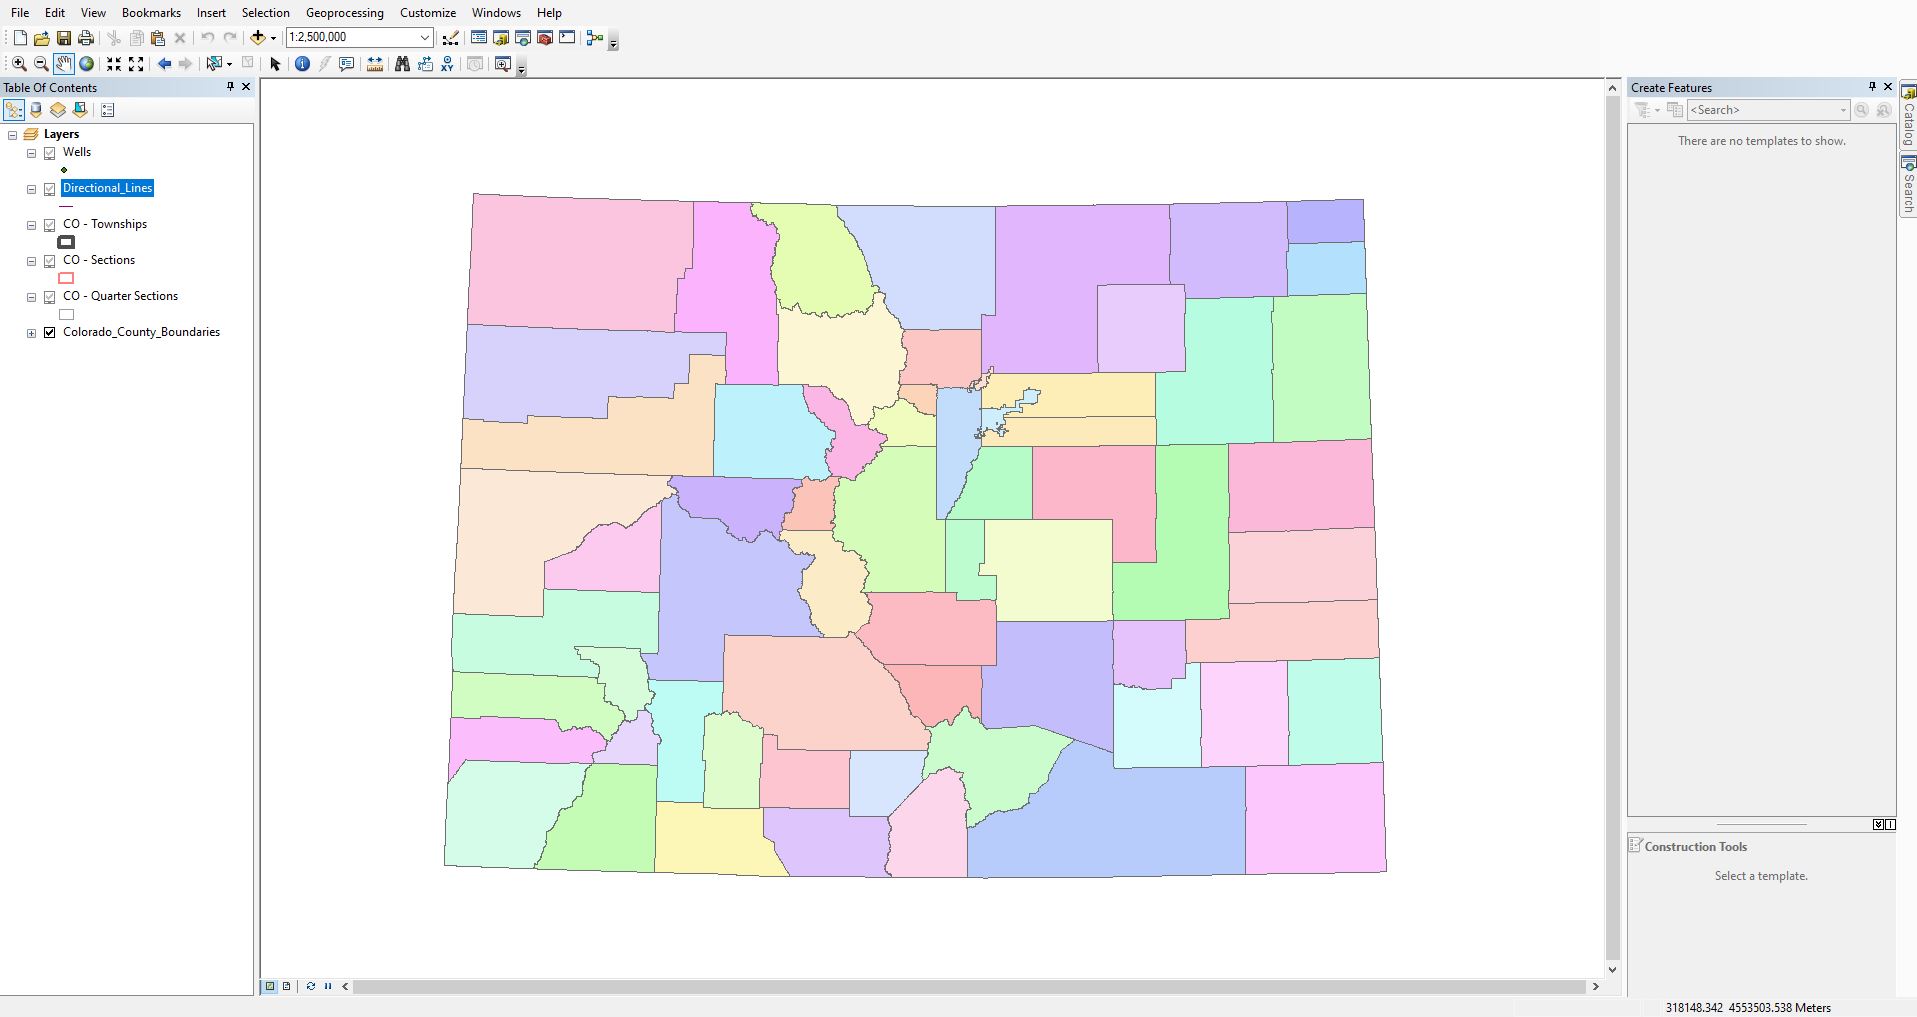 File Edit View Bookmarks Insert Selection Geoprocessing Customize Windows Help
1:2,500,000
XY
Table Of Contents
Layers
Wells
Directional_Lines
CO - Townships
CO - Sections
CO - Quarter Sections
Colorado_County_Boundaries
Create Features
<Search>
There are no templates to show.
Construction Tools
Select a template.
Catalog
Search
318148.342 4553503.538 Meters